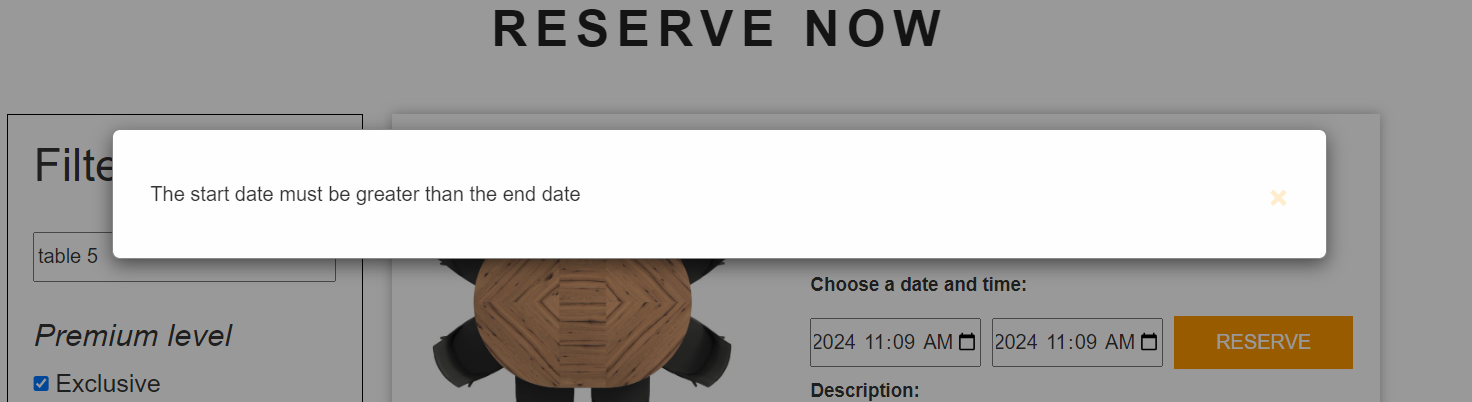 RESERVE NOW
Filte
The start date must be greater than the end date
table 5
Choose a date and time:
2024 11:09 AM 2024 11:09 AM RESERVE
Premium level
Exclusive
Description: